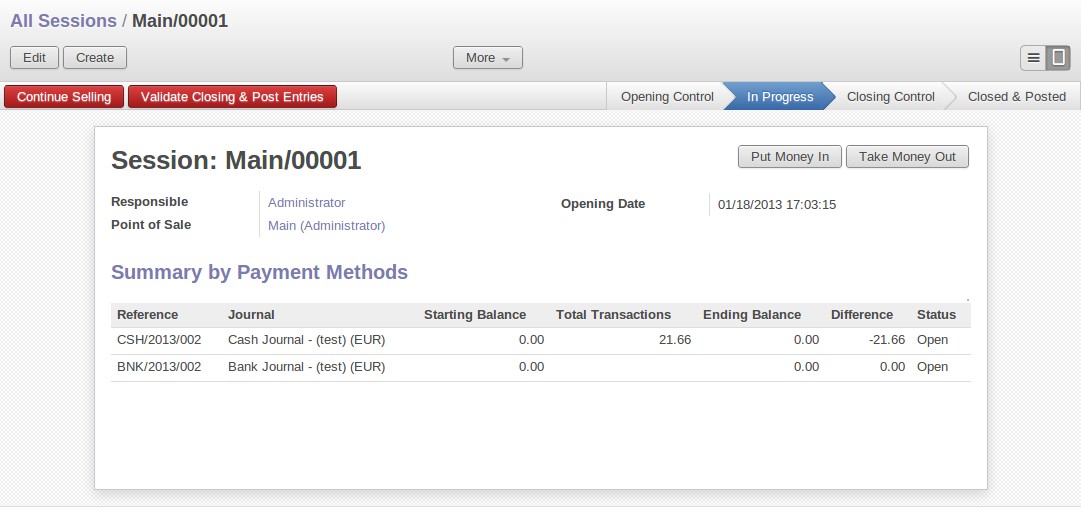 All Sessions / Main/00001
Edit Create More
Continue Selling Validate Closing & Post Entries Opening Control In Progress Closing Control Closed & Posted
Session: Main/00001 Put Money In Take Money Out
Responsible Administrator Opening Date 01/18/2013 17:03:15
Point of Sale Main (Administrator)
Summary by Payment Methods
Reference Journal Starting Balance Total Transactions Ending Balance Difference Status
CSH/2013/002 Cash Journal - (test) (EUR) 0.00 21.66 0.00 -21.66 Open
BNK/2013/002 Bank Journal - (test) (EUR) 0.00 0.00 0.00 Open